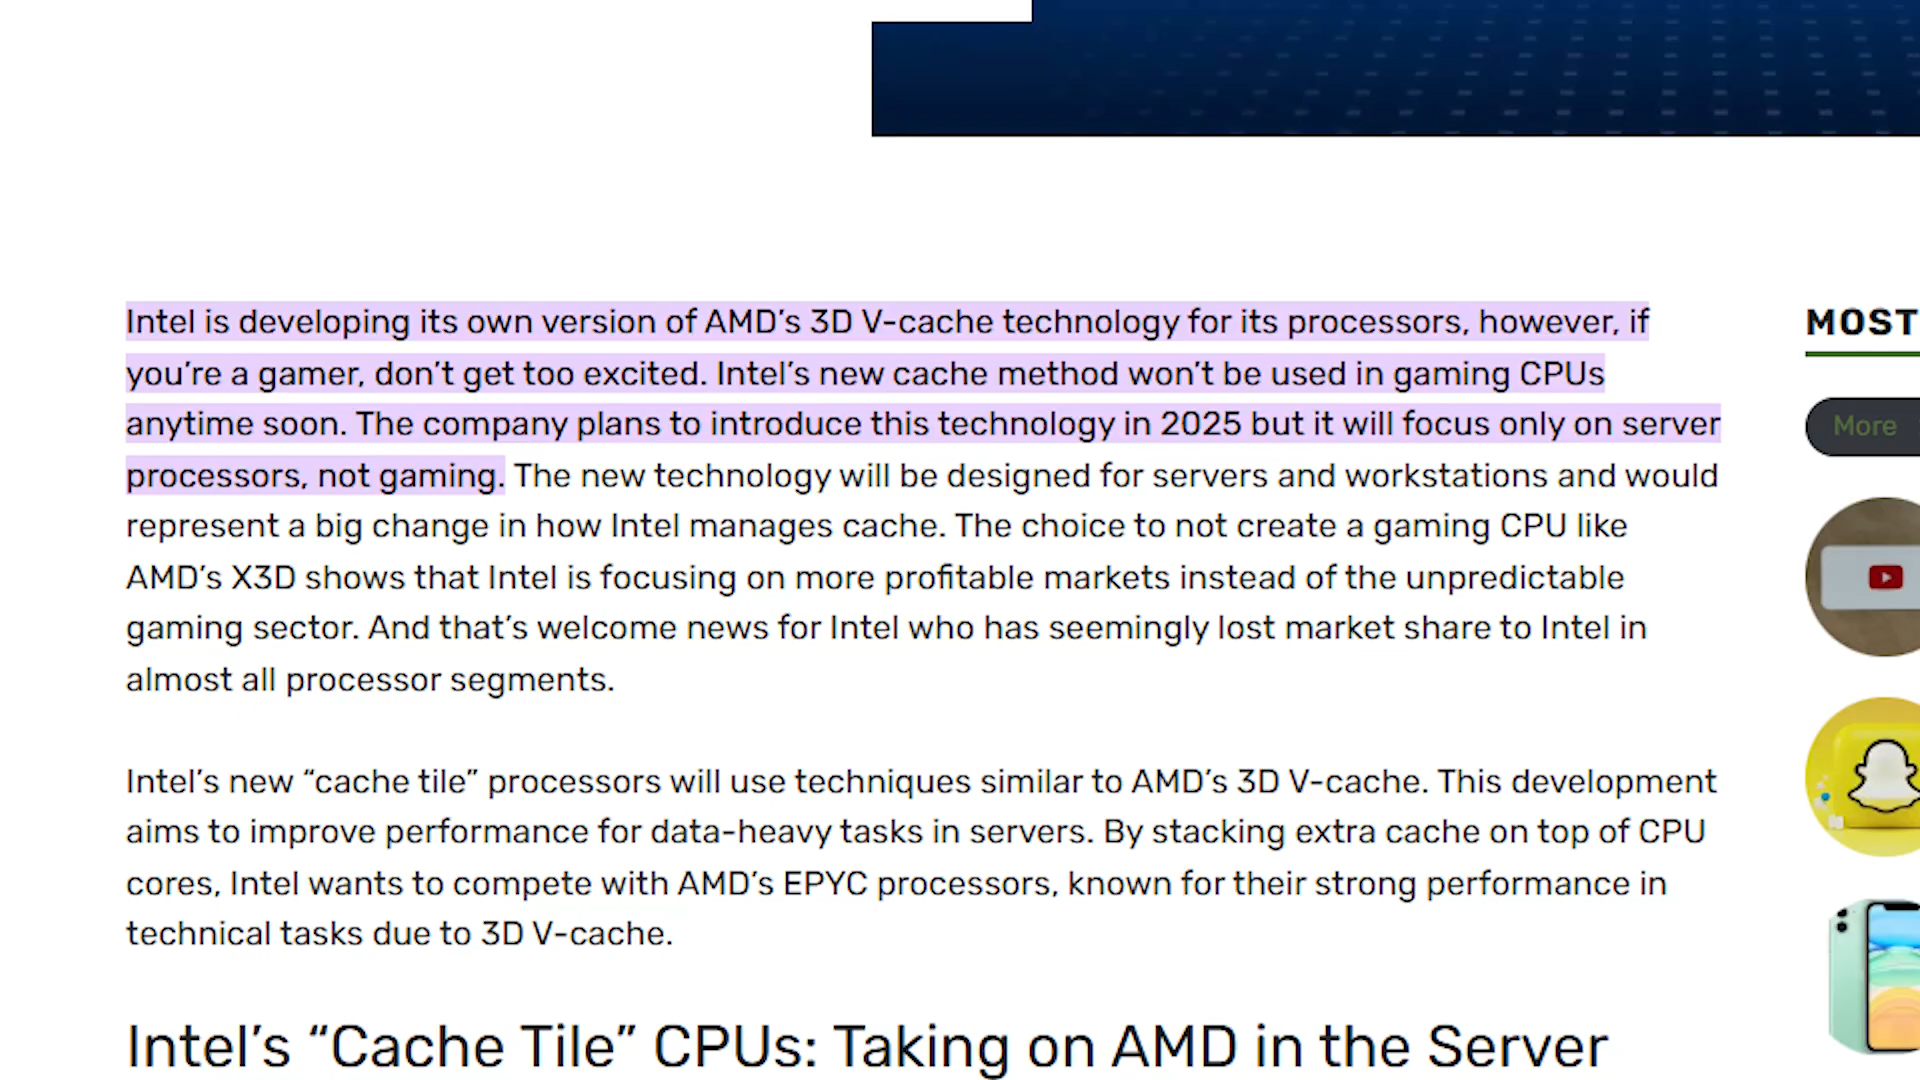 Intel is developing its own version of AMD’s 3D V-cache technology for its processors, however, if
you’re a gamer, don’t get too excited. Intel’s new cache method won’t be used in gaming CPUs
anytime soon. The company plans to introduce this technology in 2025 but it will focus only on server
processors, not gaming. The new technology will be designed for servers and workstations and would
represent a big change in how Intel manages cache. The choice to not create a gaming CPU like
AMD’s X3D shows that Intel is focusing on more profitable markets instead of the unpredictable
gaming sector. And that’s welcome news for Intel who has seemingly lost market share to Intel in
almost all processor segments.
Intel’s new “cache tile” processors will use techniques similar to AMD’s 3D V-cache. This development
aims to improve performance for data-heavy tasks in servers. By stacking extra cache on top of CPU
cores, Intel wants to compete with AMD’s EPYC processors, known for their strong performance in
technical tasks due to 3D V-cache.
Intel’s “Cache Tile” CPUs: Taking on AMD in the Server
MOST
More